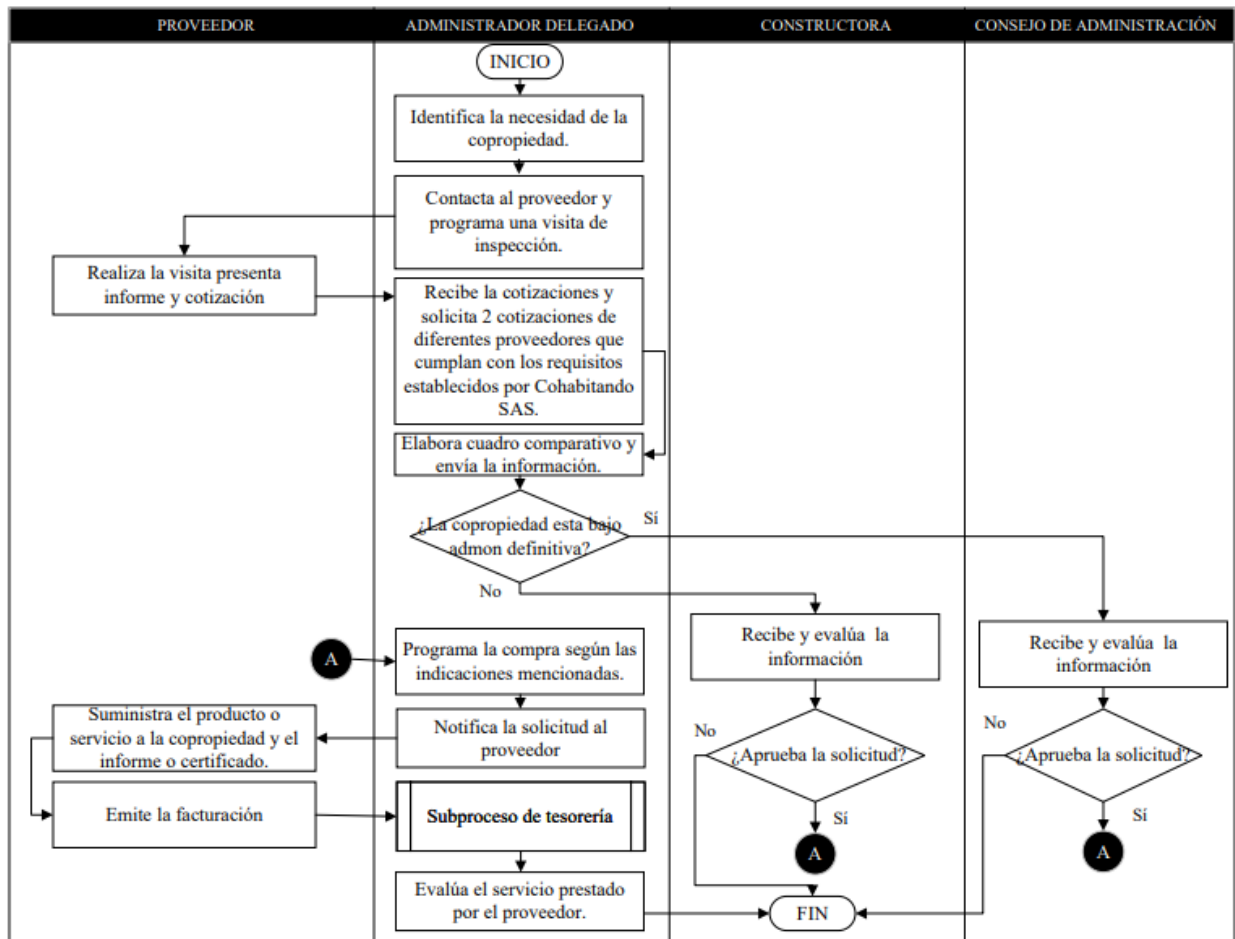 PROVEEDOR
ADMINISTRADOR DELEGADO
CONSTRUCTORA
CONSEJO DE ADMINISTRACIÓN
INICIO
Identifica la necesidad de la
copropiedad.
Contacta al proveedor y
programa una visita de
inspección.
Realiza la visita presenta
informe y cotización
Recibe la cotizaciones y
solicita 2 cotizaciones de
diferentes proveedores que
cumplan con los requisitos
establecidos por Cohabitando
SAS.
Elabora cuadro comparativo y
envía la información.
¿La copropiedad esta bajo
admon definitiva?
Sí
No
Recibe y evalúa la
información
Recibe y evalúa la
información
A
Programa la compra según las
indicaciones mencionadas.
Notifica la solicitud al
proveedor
Suministra el producto o
servicio a la copropiedad y el
informe o certificado.
No
¿Aprueba la solicitud?
No
¿Aprueba la solicitud?
Emite la facturación
Subproceso de tesorería
Sí
A
Sí
A
Evalúa el servicio prestado
por el proveedor.
FIN